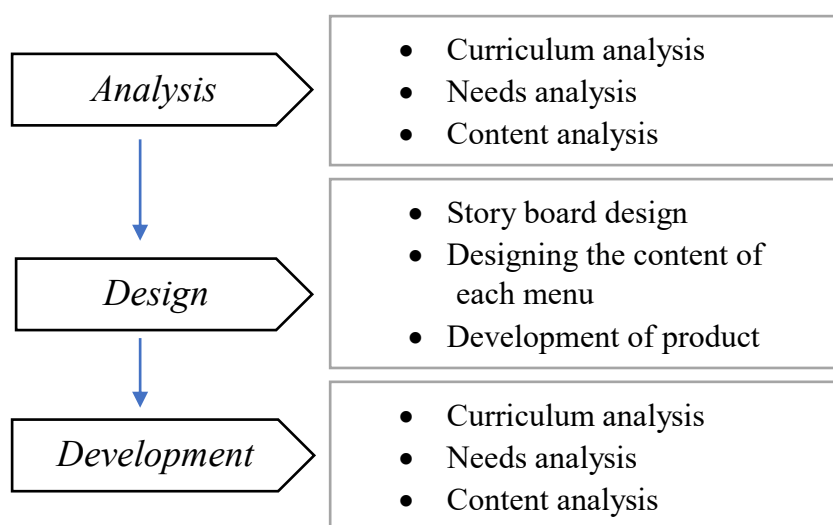 Analysis
• Curriculum analysis
• Needs analysis
• Content analysis
Design
• Story board design
• Designing the content of
each menu
• Development of product
Development
• Curriculum analysis
• Needs analysis
• Content analysis